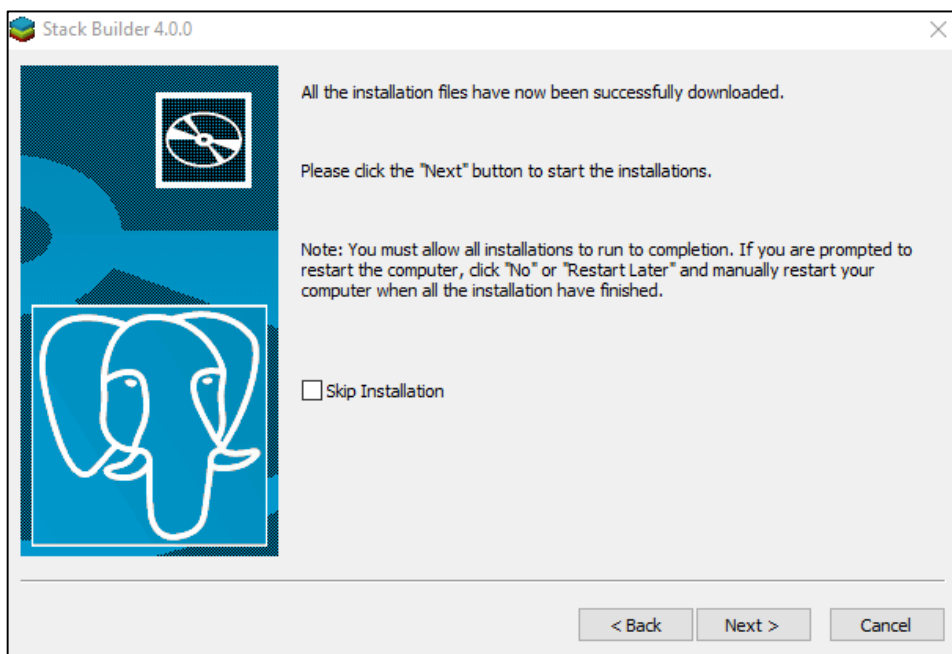 Stack Builder 4.0.0
All the installation files have now been successfully downloaded.
Please click the "Next" button to start the installations.
Note: You must allow all installations to run to completion. If you are prompted to
restart the computer, click "No" or "Restart Later" and manually restart your
computer when all the installation have finished.
Skip Installation
< Back
Next >
Cancel